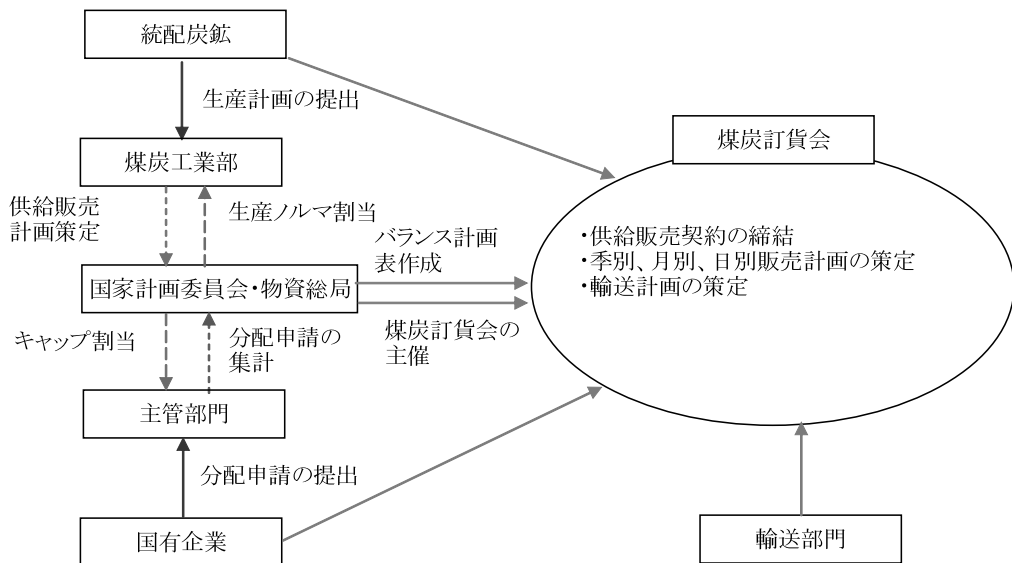 統配炭鉱
生産計画の提出
煤炭工業部
供給販売
計画策定
生産ノルマ割当
国家計画委員会・物資総局
キャップ割当
分配申請の
集計
主管部門
分配申請の提出
国有企業
バランス計画
表作成
煤炭訂貨会の
主催
煤炭訂貨会
・供給販売契約の締結
・季別、月別、日別販売計画の策定
・輸送計画の策定
輸送部門